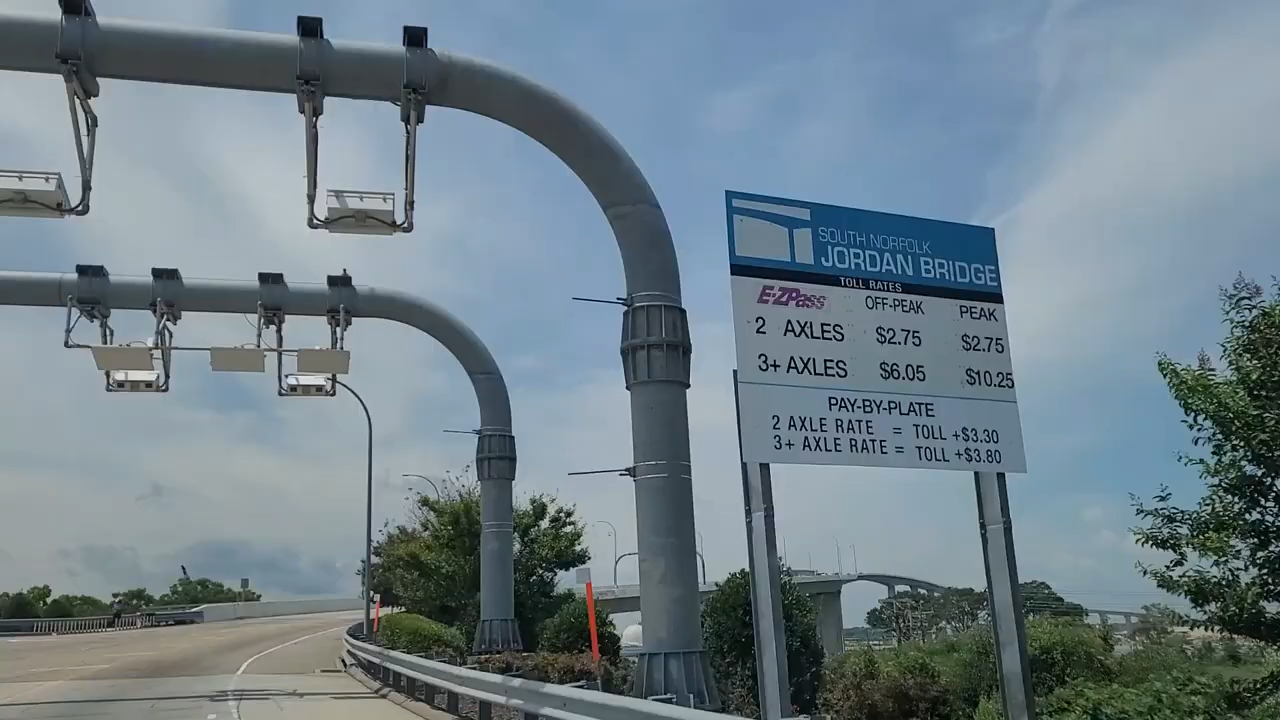 SOUTH NORFOLK
JORDAN BRIDGE
TOLL RATES
E-ZPass OFF-PEAK PEAK
2 AXLES $2.75 $2.75
3+ AXLES $6.05 $10.25
PAY-BY-PLATE
2 AXLE RATE = TOLL +$3.30
3+ AXLE RATE = TOLL +$3.80